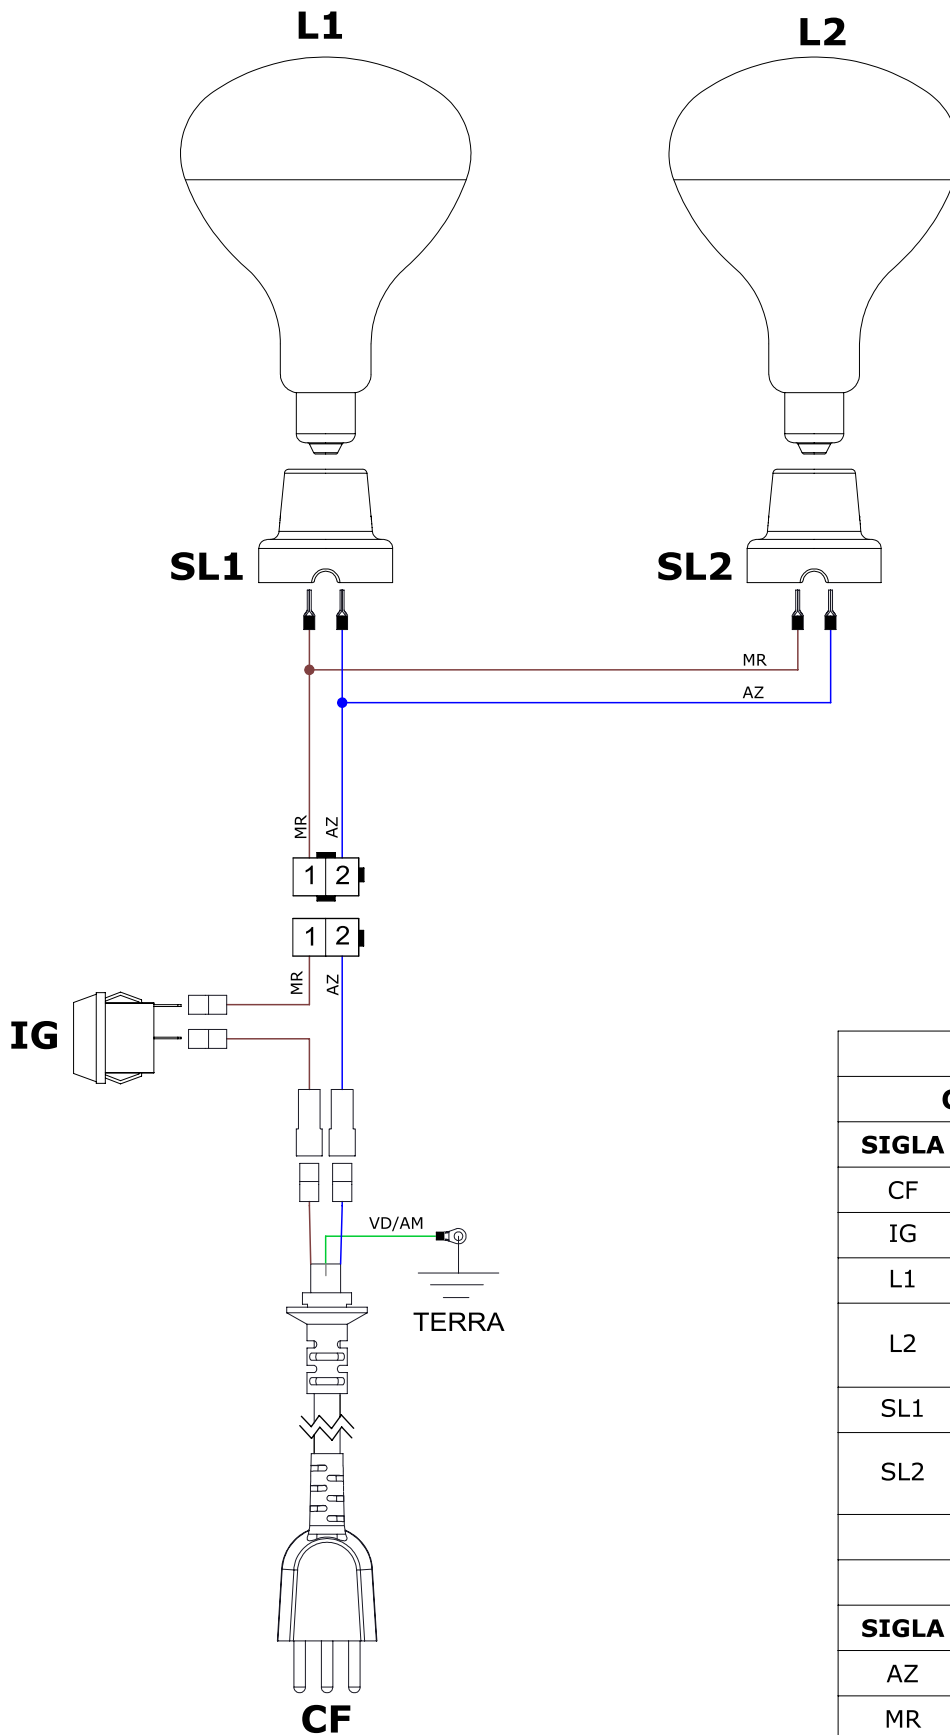 L1
L2
SL1
SL2
MR
AZ
MR
AZ
1 2
1 2
MR
AZ
IG
VD/AM
TERRA
CF
SIGLA
CF
IG
L1
L2
SL1
SL2
SIGLA
AZ
MR